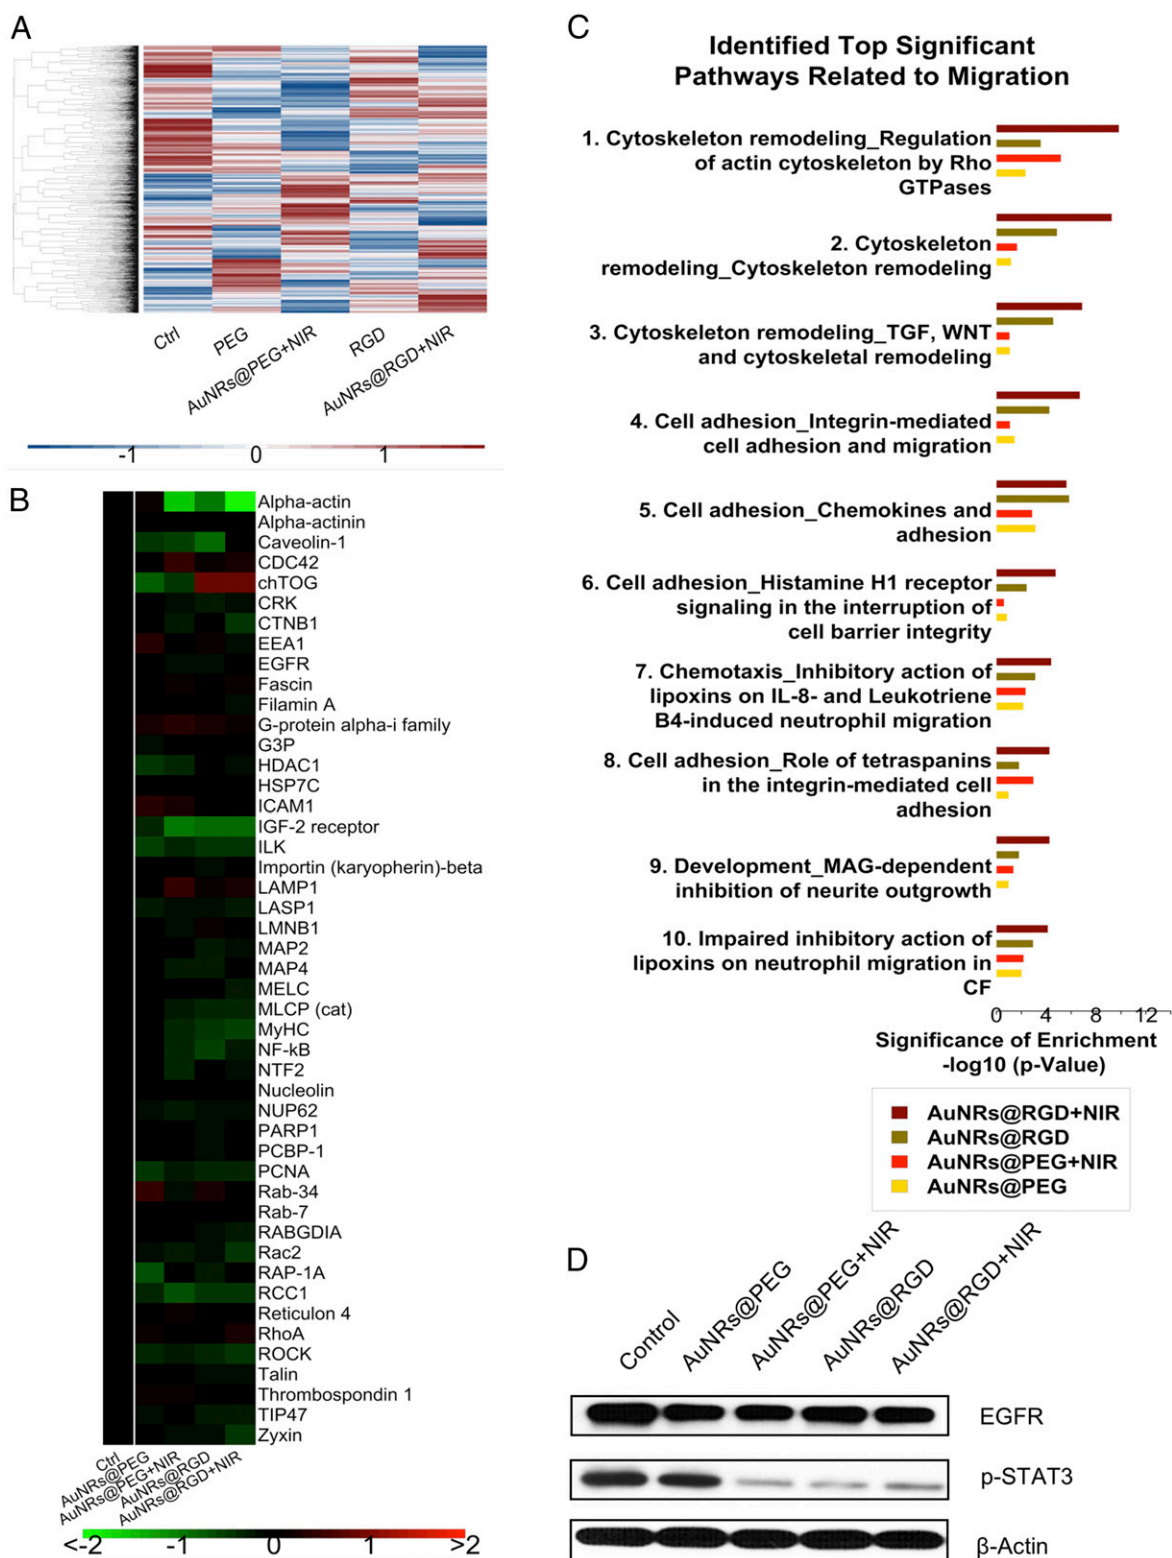 A
Ctrl
PEG
AuNRs@PEG+NIR
RGD
AuNRs@RGD+NIR
-1
0
1
B
Alpha-actin
Alpha-actinin
Caveolin-1
CDC42
chTOG
CRK
CTNB1
EEA1
EGFR
Fascin
Filamin A
G-protein alpha-i family
G3P
HDAC1
HSP7C
ICAM1
IGF-2 receptor
ILK
Importin (karyopherin)-beta
LAMP1
LASP1
LMNB1
MAP2
MAP4
MELC
MLCP (cat)
MyHC
NF-kB
NTF2
Nucleolin
NUP62
PARP1
PCBP-1
PCNA
Rab-34
Rab-7
RABGDIA
Rac2
RAP-1A
RCC1
Reticulon 4
RhoA
ROCK
Talin
Thrombospondin 1
TIP47
Zyxin
Ctrl
AuNRs@PEG
AuNRs@PEG+NIR
AuNRs@RGD
AuNRs@RGD+NIR
<-2
-1
0
1
>2
C
Identified Top Significant
Pathways Related to Migration
1. Cytoskeleton remodeling_Regulation
of actin cytoskeleton by Rho
GTPases
2. Cytoskeleton
remodeling_Cytoskeleton remodeling
3. Cytoskeleton remodeling_TGF, WNT
and cytoskeletal remodeling
4. Cell adhesion_Integrin-mediated
cell adhesion and migration
5. Cell adhesion_Chemokines and
adhesion
6. Cell adhesion_Histamine H1 receptor
signaling in the interruption of
cell barrier integrity
7. Chemotaxis_Inhibitory action of
lipoxins on IL-8- and Leukotriene
B4-induced neutrophil migration
8. Cell adhesion_Role of tetraspanins
in the integrin-mediated cell
adhesion
9. Development_MAG-dependent
inhibition of neurite outgrowth
10. Impaired inhibitory action of
lipoxins on neutrophil migration in
CF
0 4 8 12
Significance of Enrichment
-log10 (p-Value)
AuNRs@RGD+NIR
AuNRs@RGD
AuNRs@PEG+NIR
AuNRs@PEG
D
Control
AuNRs@PEG
AuNRs@PEG+NIR
AuNRs@RGD
AuNRs@RGD+NIR
EGFR
p-STAT3
β-Actin